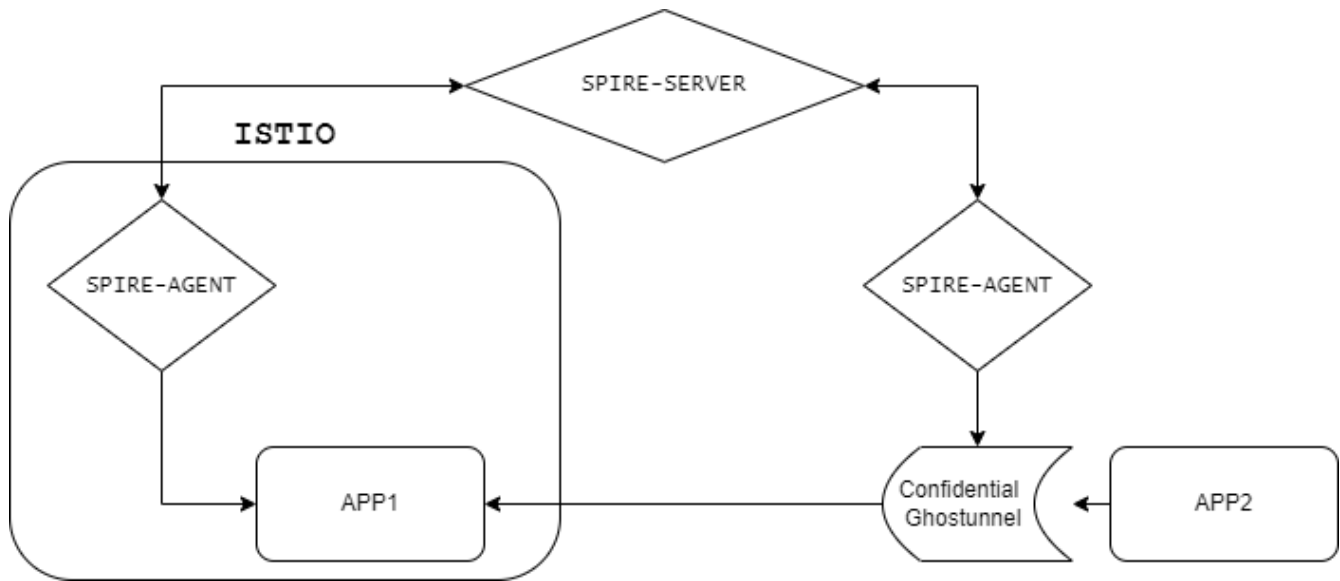 SPIRE-SERVER
ISTIO
SPIRE-AGENT
SPIRE-AGENT
APP1
Confidential
Ghostunnel
APP2